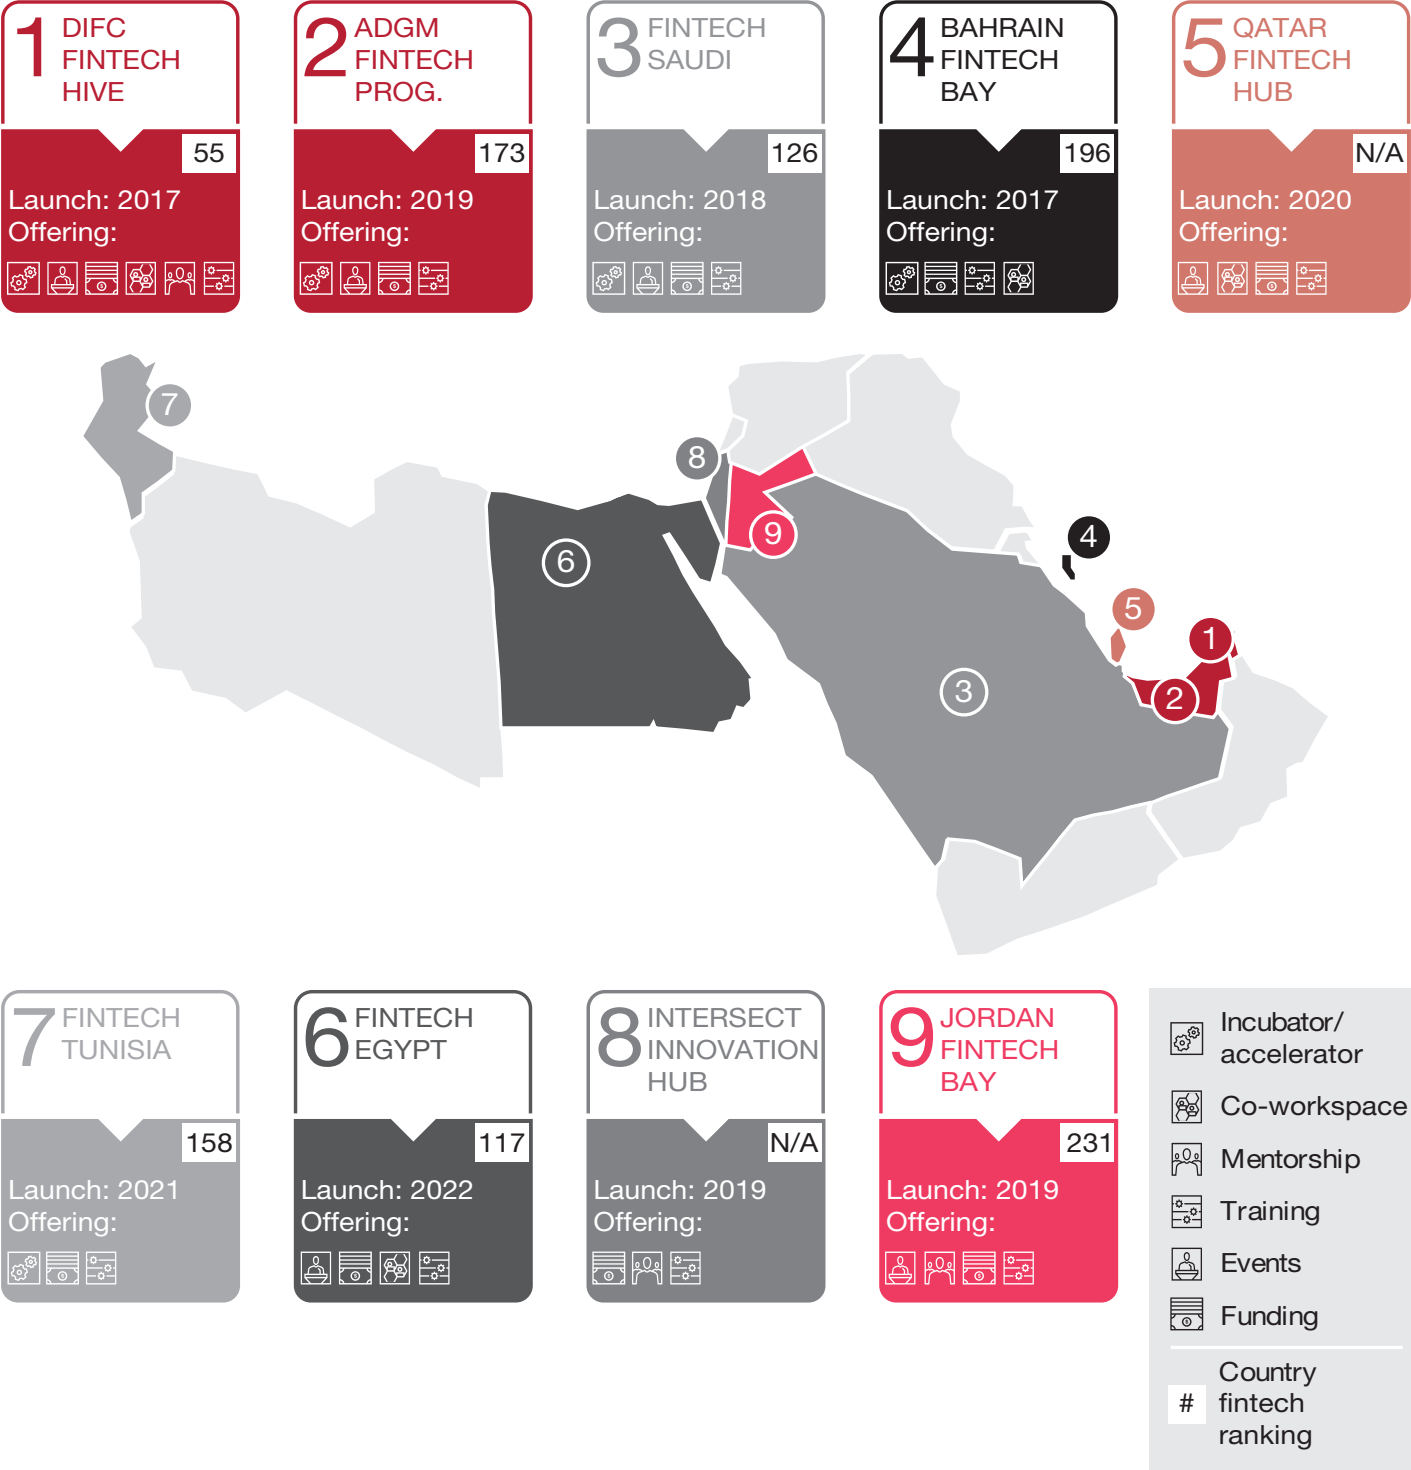 1 DIFC
FINTECH
HIVE
55
Launch: 2017
Offering:
2 ADGM
FINTECH
PROG.
173
Launch: 2019
Offering:
3 FINTECH
SAUDI
126
Launch: 2018
Offering:
4 BAHRAIN
FINTECH
BAY
196
Launch: 2017
Offering:
5 QATAR
FINTECH
HUB
N/A
Launch: 2020
Offering:
7
8
9
6
4
5
1
3
2
7 FINTECH
TUNISIA
158
Launch: 2021
Offering:
6 FINTECH
EGYPT
117
Launch: 2022
Offering:
8 INTERSECT
INNOVATION
HUB
N/A
Launch: 2019
Offering:
9 JORDAN
FINTECH
BAY
231
Launch: 2019
Offering:
Incubator/
accelerator
Co-workspace
Mentorship
Training
Events
Funding
Country
# fintech
ranking